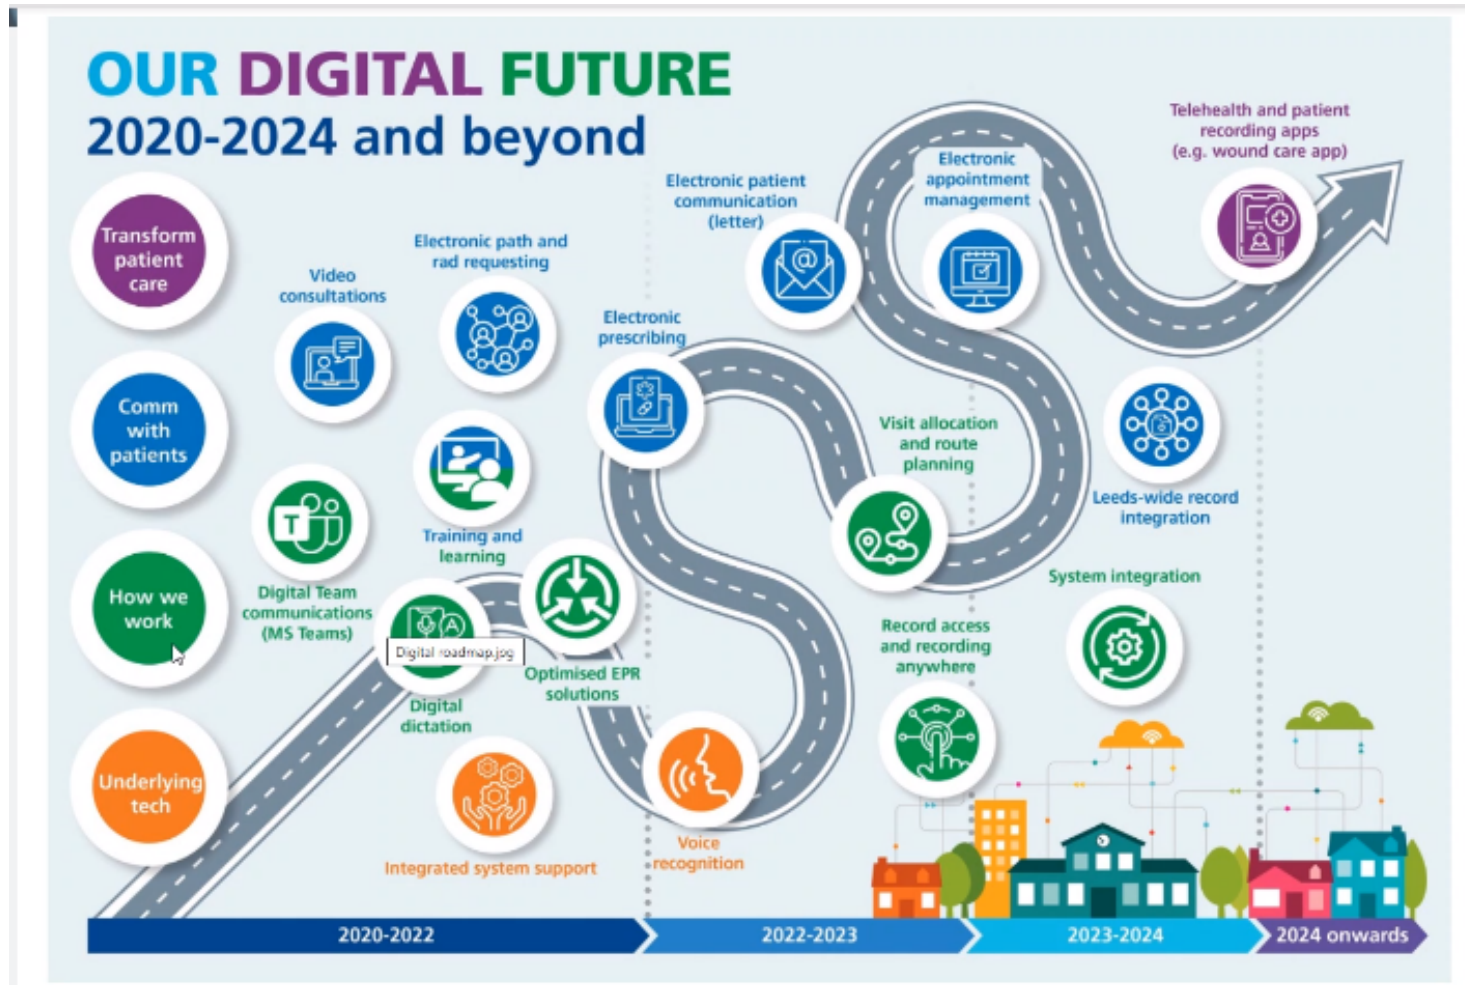 OUR DIGITAL FUTURE
2020-2024 and beyond
Transform
patient
care
Comm
with
patients
How we
work
Underlying
tech
Video
consultations
Electronic path and
rad requesting
Digital Team
communications
(MS Teams)
T
Training and
learning
A
Digital roadmap.jpg
Digital
dictation
Optimised EPR
solutions
Integrated system support
Electronic
prescribing
Voice
recognition
Electronic patient
communication
(letter)
@
Electronic
appointment
management
Visit allocation
and route
planning
Record access
and recording
anywhere
Leeds-wide record
integration
System integration
Telehealth and patient
recording apps
(e.g. wound care app)
2020-2022
2022-2023
2023-2024
2024 onwards